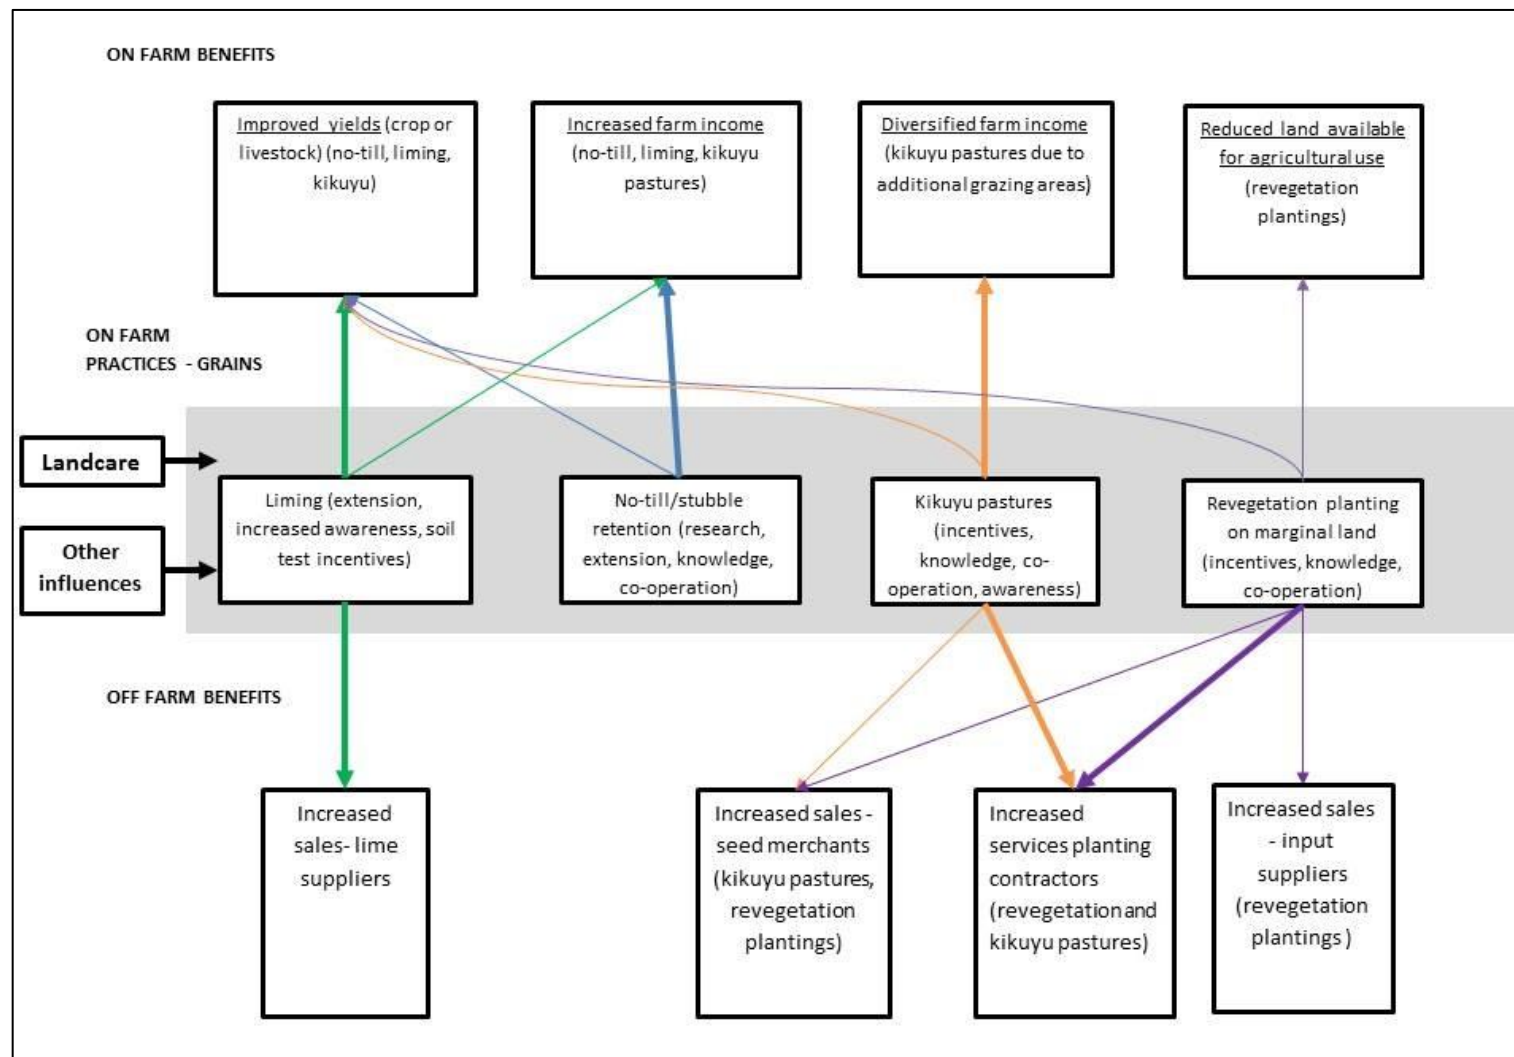 ON FARM BENEFITS
Improved yields (crop or
livestock) (no-till, liming,
kikuyu)
Increased farm income
(no-till, liming, kikuyu
pastures)
Diversified farm income
(kikuyu pastures due to
additional grazing areas)
Reduced land available
for agricultural use
(revegetation
plantings)
ON FARM
PRACTICES - GRAINS
Landcare
Other
influences
Liming (extension,
increased awareness, soil
test incentives)
No-till/stubble
retention (research,
extension, knowledge,
co-operation)
Kikuyu pastures
(incentives,
knowledge, co-
operation, awareness)
Revegetation planting
on marginal land
(incentives, knowledge,
co-operation)
OFF FARM BENEFITS
Increased
sales- lime
suppliers
Increased sales -
seed merchants
(kikuyu pastures,
revegetation
plantings)
Increased
services planting
contractors
(revegetation and
kikuyu pastures)
Increased sales
- input
suppliers
(revegetation
plantings )